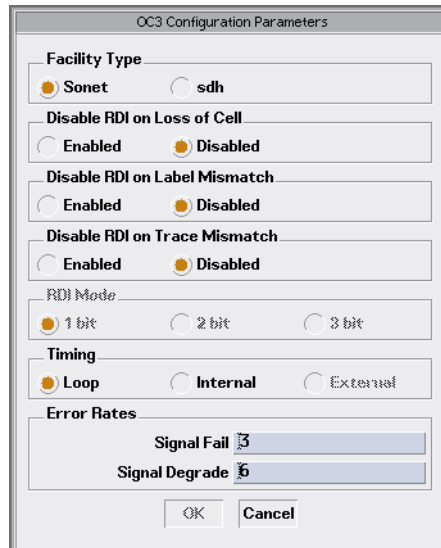 OC3 Configuration Parameters
Facility Type
Sonet sdh
Disable RDI on Loss of Cell
Enabled Disabled
Disable RDI on Label Mismatch
Enabled Disabled
Disable RDI on Trace Mismatch
Enabled Disabled
RDI Mode
1 bit 2 bit 3 bit
Timing
Loop Internal External
Error Rates
Signal Fail 3
Signal Degrade 6
OK Cancel